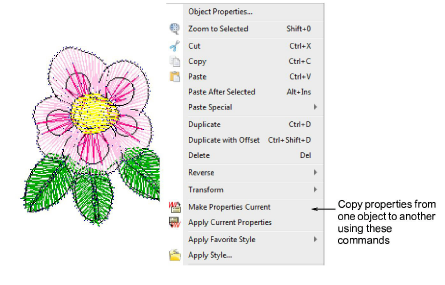 Object Properties...
Zoom to Selected Shift+0
Cut Ctrl+X
Copy Ctrl+C
Paste Ctrl+V
Paste After Selected Alt+Ins
Paste Special
Duplicate Ctrl+D
Duplicate with Offset Ctrl+Shift+D
Delete Del
Reverse
Transform
Make Properties Current
Apply Current Properties
Apply Favorite Style
Apply Style...
Copy properties from
one object to another
using these
commands